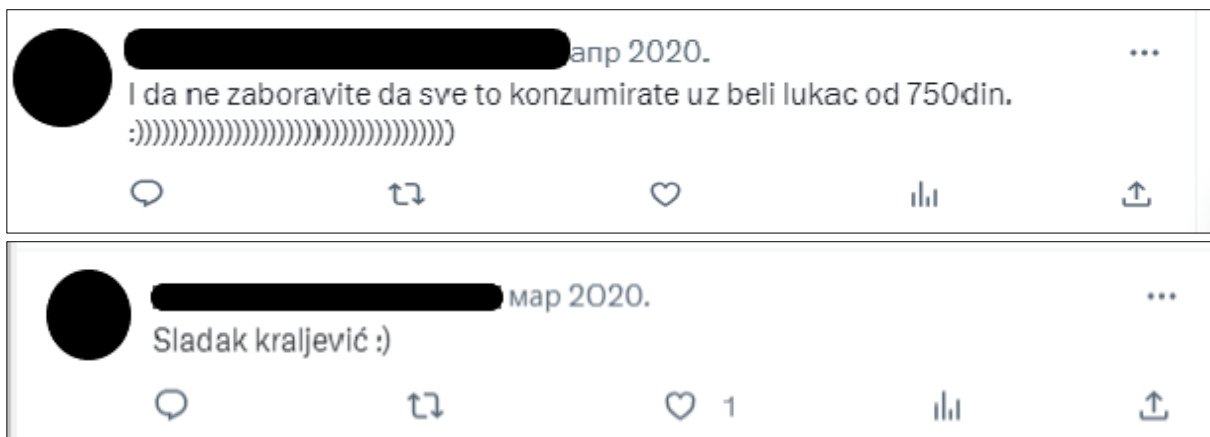 апр 2020.
I da ne zaboravite da sve to konzumirate uz beli lukac od 750din.
:)))))))))))))))))))))))))))))))))))))
мар 2020.
Sladak kraljević :)
1